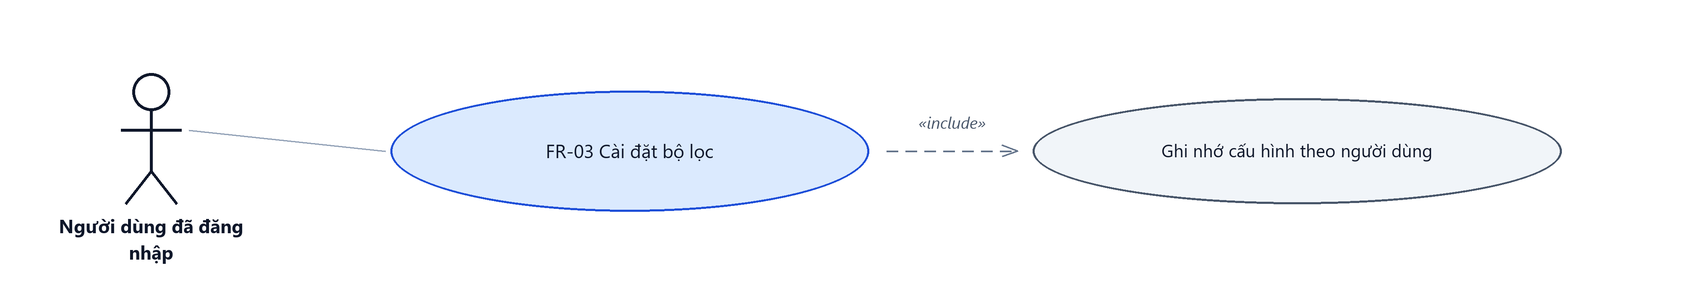 «include»
FR-03 Cài đặt bộ lọc
Ghi nhớ cấu hình theo người dùng
Người dùng đã đăng
nhập